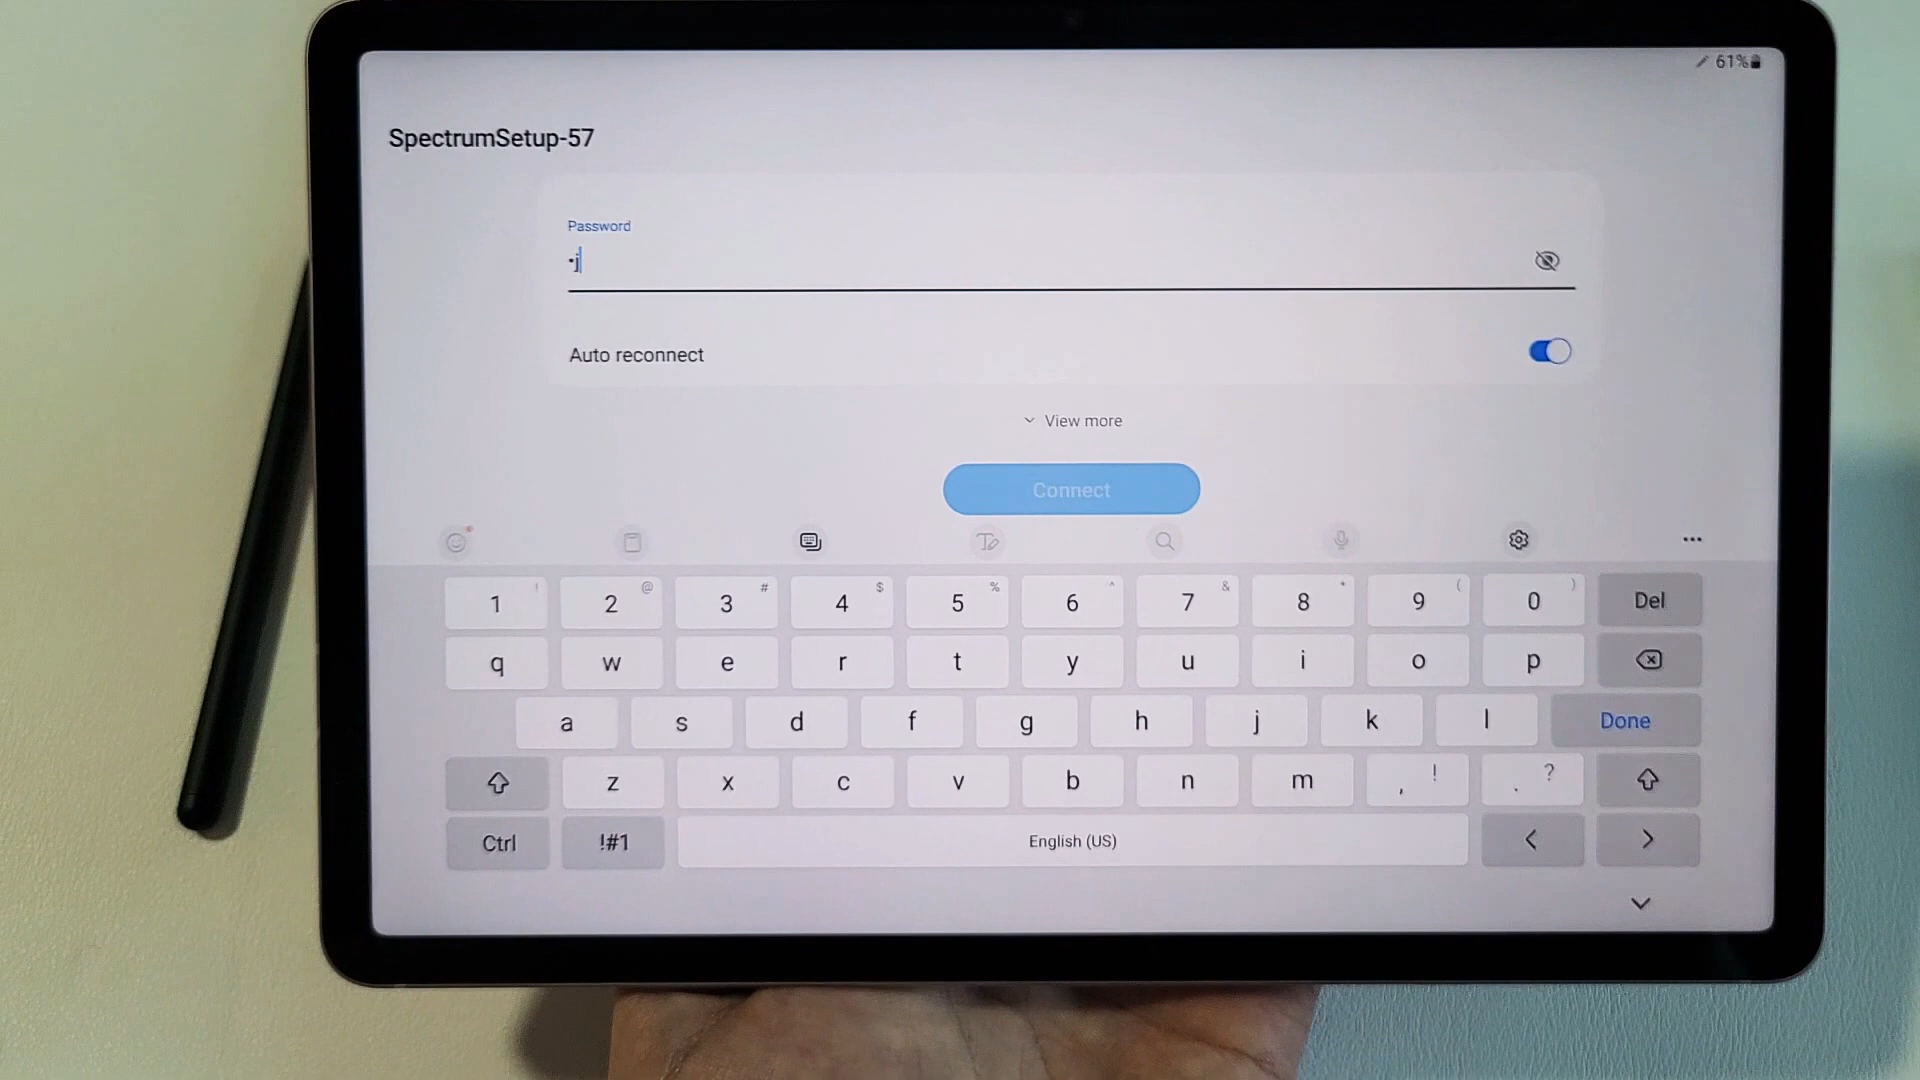 61%
SpectrumSetup-57
Password
•j
Auto reconnect
View more
Connect
1 ! 2 @ 3 # 4 $ 5 % 6 ^ 7 & 8 * 9 ( 0 ) Del
q w e r t y u i o p
a s d f g h j k l Done
z x c v b n m , ! . ?
Ctrl !#1 English (US) < >